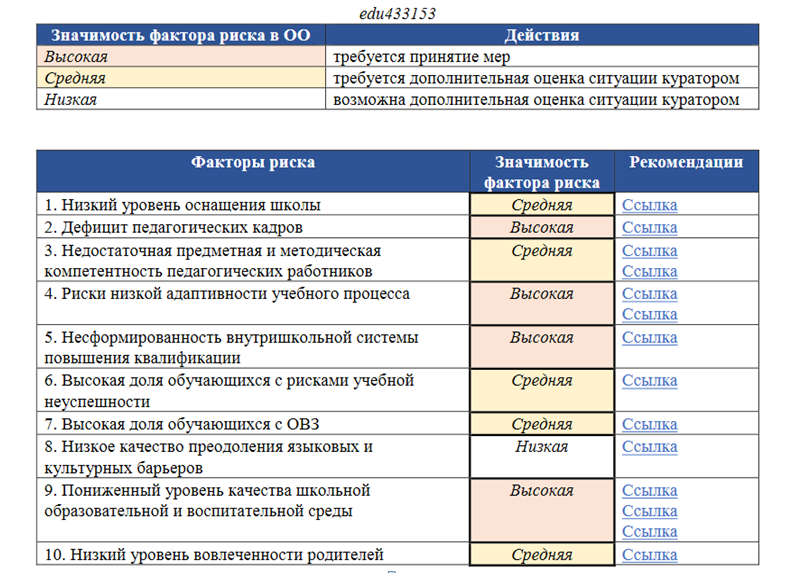 edu433153
Значимость фактора риска в ОО Действия
Высокая требуется принятие мер
Средняя требуется дополнительная оценка ситуации куратором
Низкая возможна дополнительная оценка ситуации куратором
Факторы риска Значимость Рекомендации
фактора риска
1. Низкий уровень оснащения школы Средняя Ссылка
2. Дефицит педагогических кадров Высокая Ссылка
3. Недостаточная предметная и методическая Средняя Ссылка
компетентность педагогических работников Ссылка
4. Риски низкой адаптивности учебного процесса Высокая Ссылка
Ссылка
5. Несформированность внутришкольной системы Высокая Ссылка
повышения квалификации
6. Высокая доля обучающихся с рисками учебной Средняя Ссылка
неуспешности
7. Высокая доля обучающихся с ОВЗ Средняя Ссылка
8. Низкое качество преодоления языковых и Низкая Ссылка
культурных барьеров
9. Пониженный уровень качества школьной Высокая Ссылка
образовательной и воспитательной среды Ссылка
Ссылка
10. Низкий уровень вовлеченности родителей Средняя Ссылка